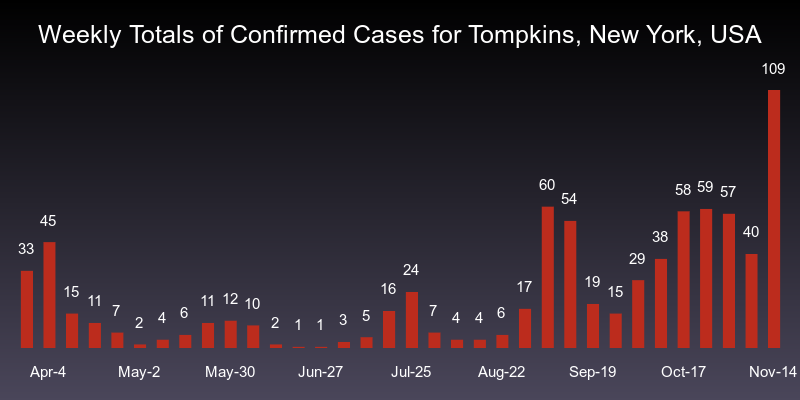 Weekly Totals of Confirmed Cases for Tompkins, New York, USA
33 45 15 11 7 2 4 6 11 12 10 2 1 1 3 5 16 24 7 4 4 6 17 60 54 19 15 29 38 58 59 57 40 109
Apr-4 May-2 May-30 Jun-27 Jul-25 Aug-22 Sep-19 Oct-17 Nov-14